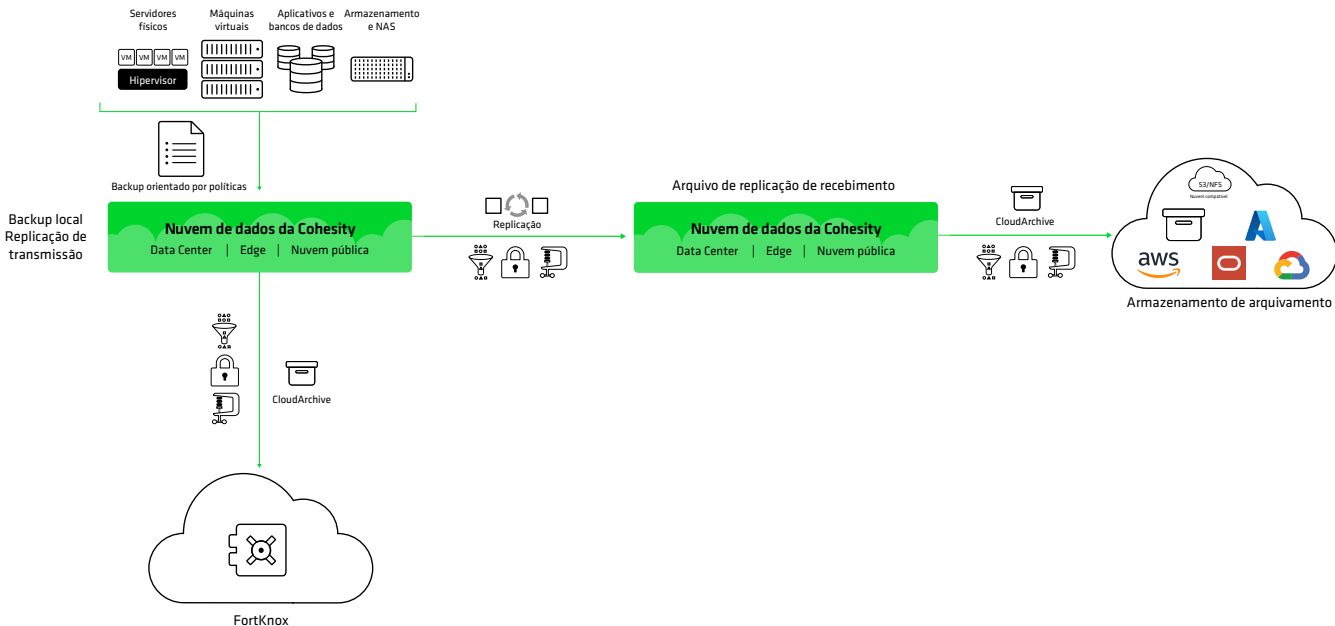 Servidores
físicos
Máquinas
virtuais
Aplicativos e
bancos de dados
Armazenamento
e NAS
VM VM VM VM
Hipervisor
Backup orientado por políticas
Backup local
Replicação de
transmissão
Nuvem de dados da Cohesity
Data Center | Edge | Nuvem pública
Replicação
Arquivo de replicação de recebimento
Nuvem de dados da Cohesity
Data Center | Edge | Nuvem pública
CloudArchive
S3/NFS
Nuvem compatível
aws
Armazenamento de arquivamento
CloudArchive
FortKnox